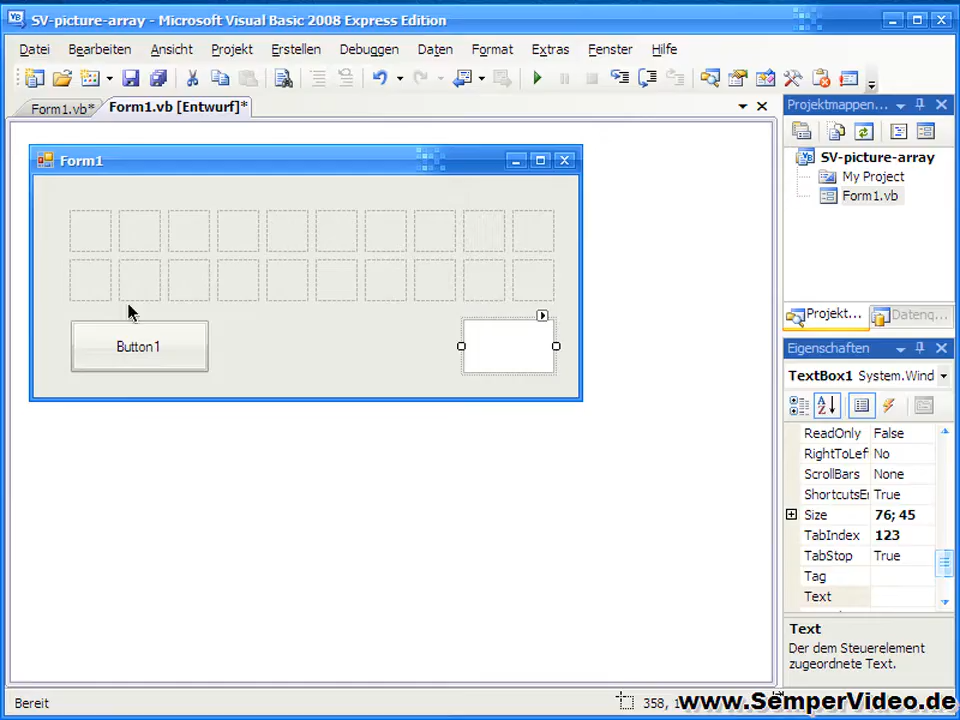 SV-picture-array - Microsoft Visual Basic 2008 Express Edition
Datei Bearbeiten Ansicht Projekt Erstellen Debuggen Daten Format Extras Fenster Hilfe
Form1.vb* Form1.vb [Entwurf]*
Form1
Button1
Projektmappen...
SV-picture-array
My Project
Form1.vb
Projekt... Datenq...
Eigenschaften
TextBox1 System.Wind
ReadOnly False
RightToLef No
ScrollBars None
ShortcutsEr True
Size 76; 45
TabIndex 123
TabStop True
Tag
Text
Text
Der dem Steuerelement
zugeordnete Text.
Bereit
358,
www.SemperVideo.de